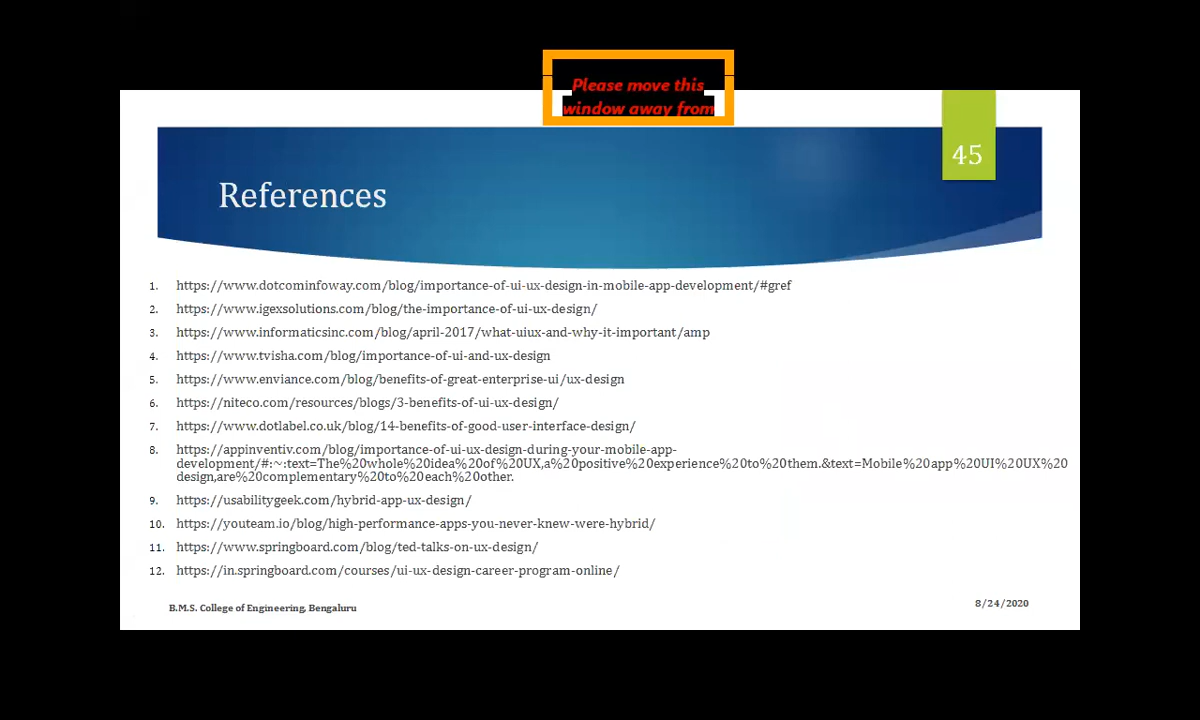 Please move this
window away from
45
References
1. https://www.dotcominfoway.com/blog/importance-of-ui-ux-design-in-mobile-app-development/#gref
2. https://www.igexsolutions.com/blog/the-importance-of-ui-ux-design/
3. https://www.informaticsinc.com/blog/april-2017/what-uiux-and-why-it-important/amp
4. https://www.tvisha.com/blog/importance-of-ui-and-ux-design
5. https://www.enviance.com/blog/benefits-of-great-enterprise-ui/ux-design
6. https://niteco.com/resources/blogs/3-benefits-of-ui-ux-design/
7. https://www.dotlabel.co.uk/blog/14-benefits-of-good-user-interface-design/
8. https://appinventiv.com/blog/importance-of-ui-ux-design-during-your-mobile-app-
development/#:~:text=The%20whole%20idea%20of%20UX,a%20positive%20experience%20to%20them.&text=Mobile%20app%20UI%20UX%20
design,are%20complementary%20to%20each%20other.
9. https://usabilitygeek.com/hybrid-app-ux-design/
10. https://youteam.io/blog/high-performance-apps-you-never-knew-were-hybrid/
11. https://www.springboard.com/blog/ted-talks-on-ux-design/
12. https://in.springboard.com/courses/ui-ux-design-career-program-online/
B.M.S. College of Engineering, Bengaluru
8/24/2020